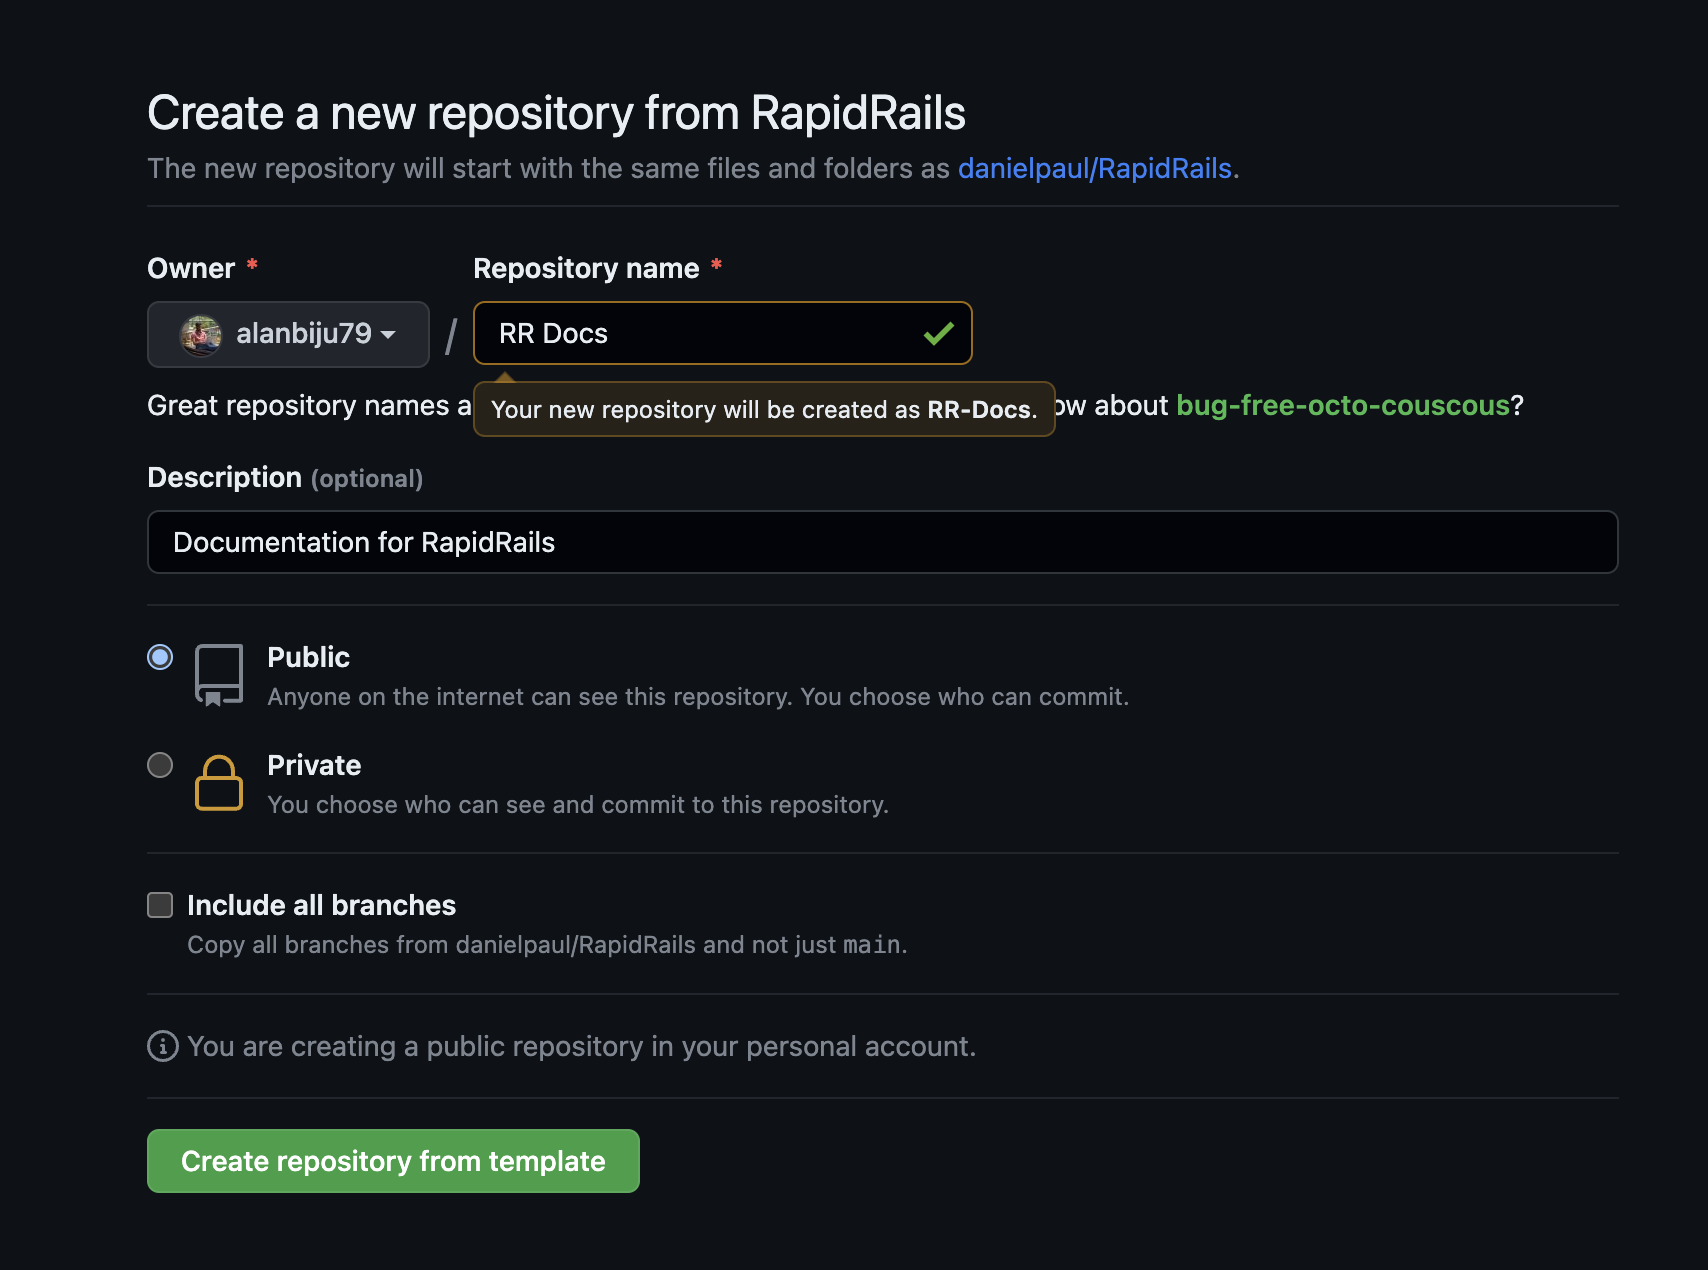 Create a new repository from RapidRails
The new repository will start with the same files and folders as danielpaul/RapidRails.
Owner * Repository name *
alanbiju79 / RR Docs
Great repository names a
Your new repository will be created as RR-Docs.
ow about bug-free-octo-couscous?
Description (optional)
Documentation for RapidRails
Public
Anyone on the internet can see this repository. You choose who can commit.
Private
You choose who can see and commit to this repository.
Include all branches
Copy all branches from danielpaul/RapidRails and not just main.
You are creating a public repository in your personal account.
Create repository from template